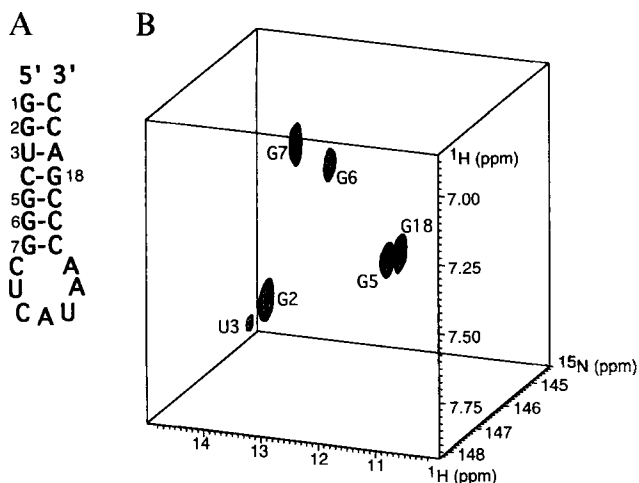 A
B
5' 3'
1G-C
2G-C
3U-A
C-G18
5G-C
6G-C
7G-C
C A
U A
C A U
G7
G6
G18
G5
G2
U3
¹H (ppm)
7.00
7.25
7.50
7.75
¹⁵N (ppm)
145
146
147
148
14
13
12
11
¹H (ppm)